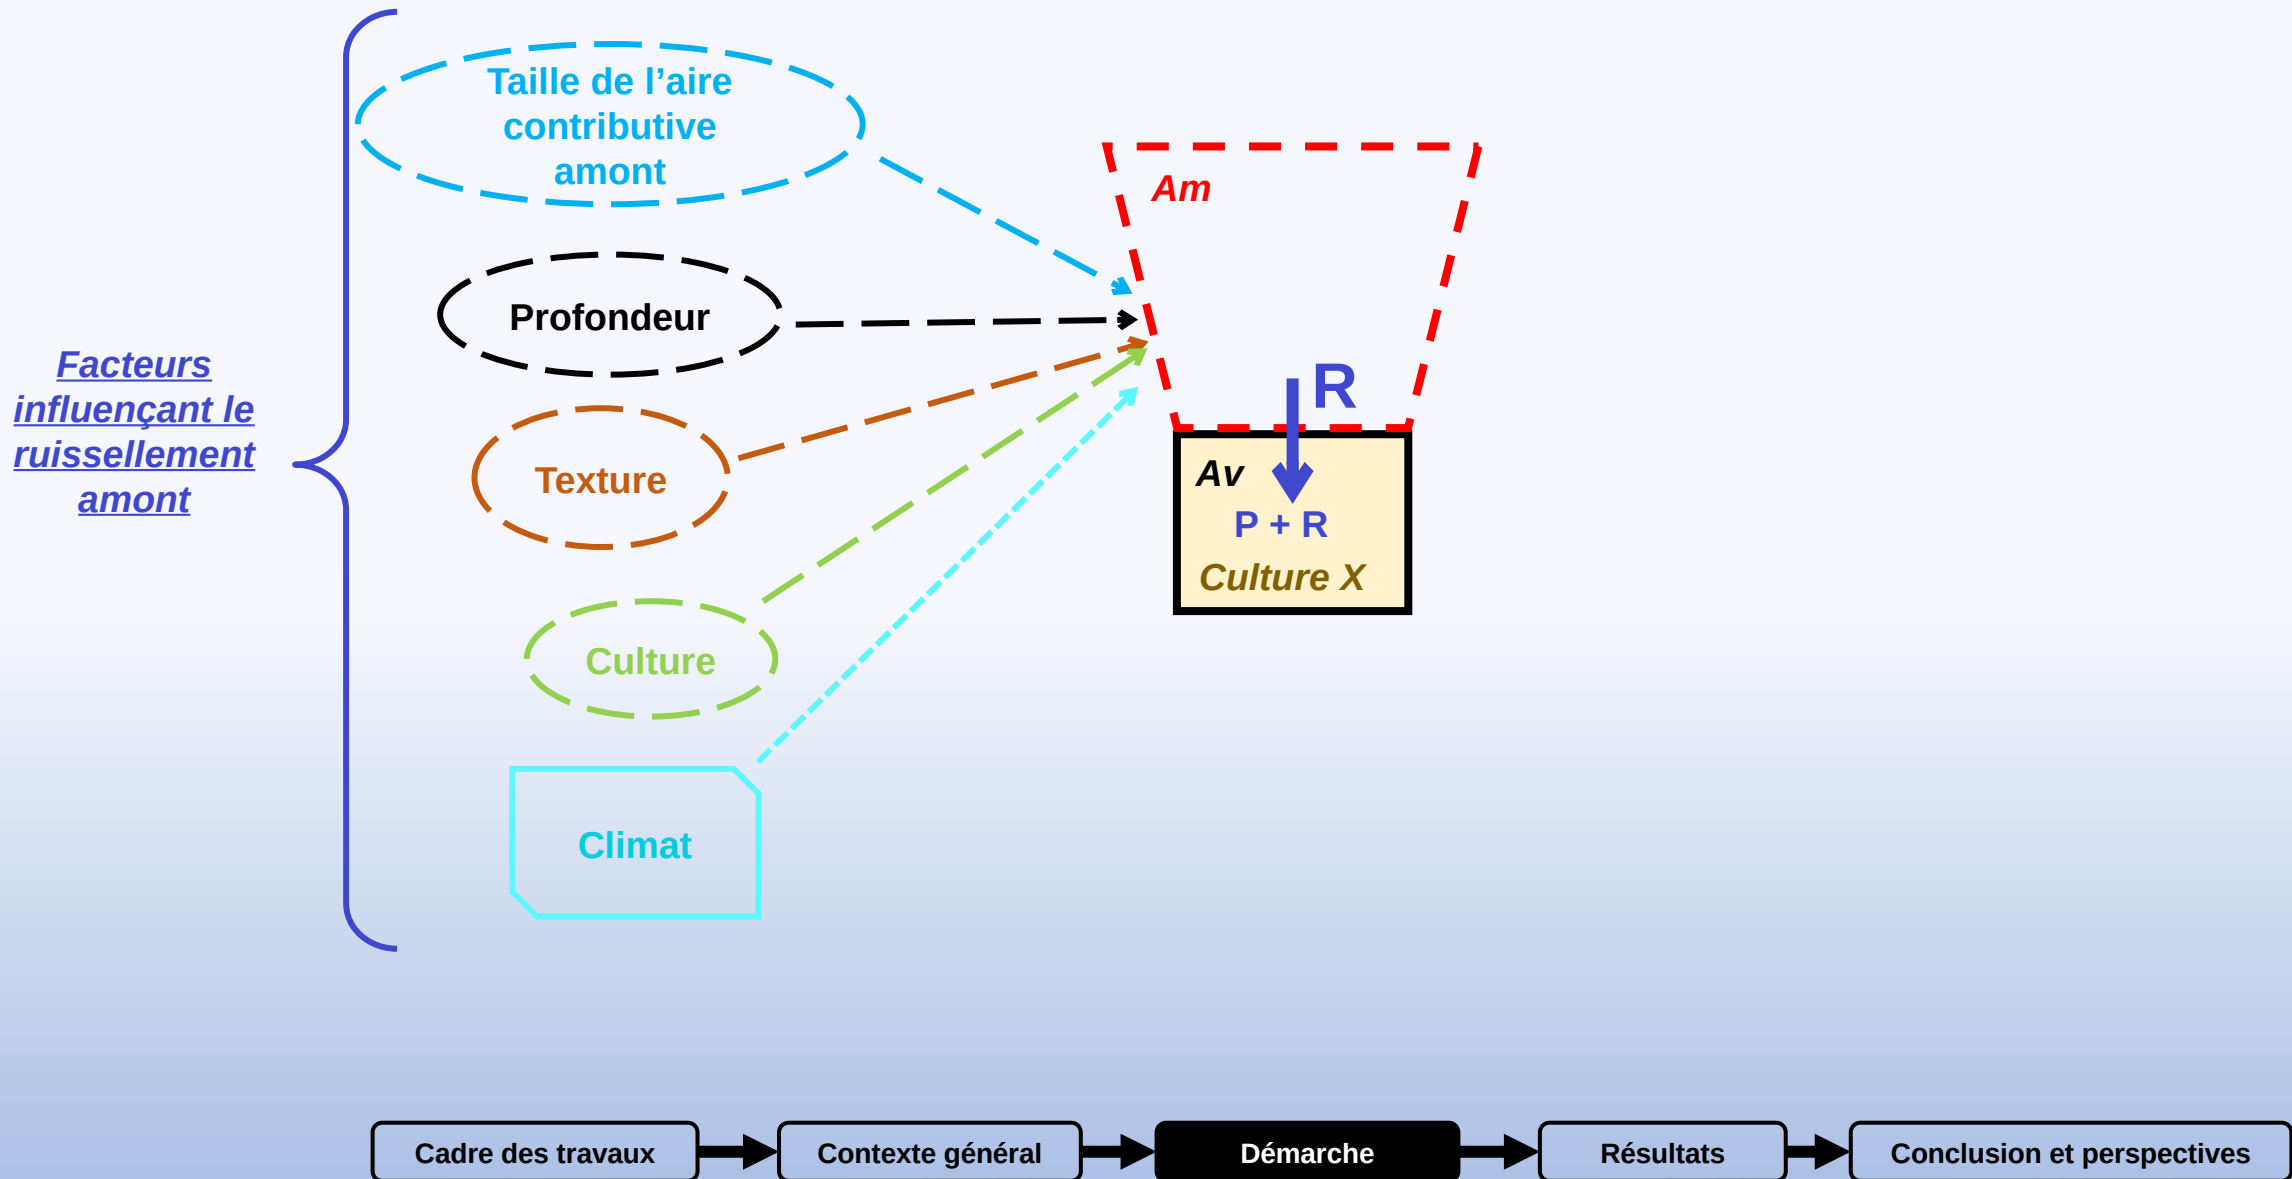 Facteurs
influençant le
ruissellement
amont
Taille de l’aire
contributive
amont
Profondeur
Texture
Culture
Climat
Am
R
Av
P + R
Culture X
Cadre des travaux
Contexte général
Démarche
Résultats
Conclusion et perspectives